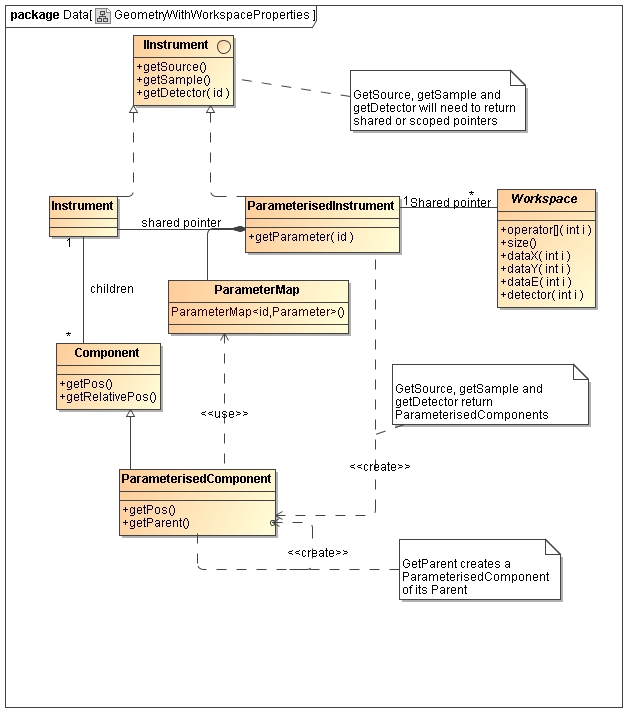 package Data[ GeometryWithWorkspaceProperties ]
IInstrument
+getSource()
+getSample()
+getDetector( id )
GetSource, getSample and
getDetector will need to return
shared or scoped pointers
Instrument
ParameterisedInstrument
+getParameter( id )
shared pointer
1
1
Shared pointer
*
Workspace
+operator[]( int i )
+size()
+dataX( int i )
+dataY( int i )
+dataE( int i )
+detector( int i )
children
*
ParameterMap
ParameterMap<id,Parameter>()
Component
+getPos()
+getRelativePos()
<<use>>
GetSource, getSample and
getDetector return
ParameterisedComponents
<<create>>
ParameterisedComponent
+getPos()
+getParent()
<<create>>
GetParent creates a
ParameterisedComponent
of its Parent